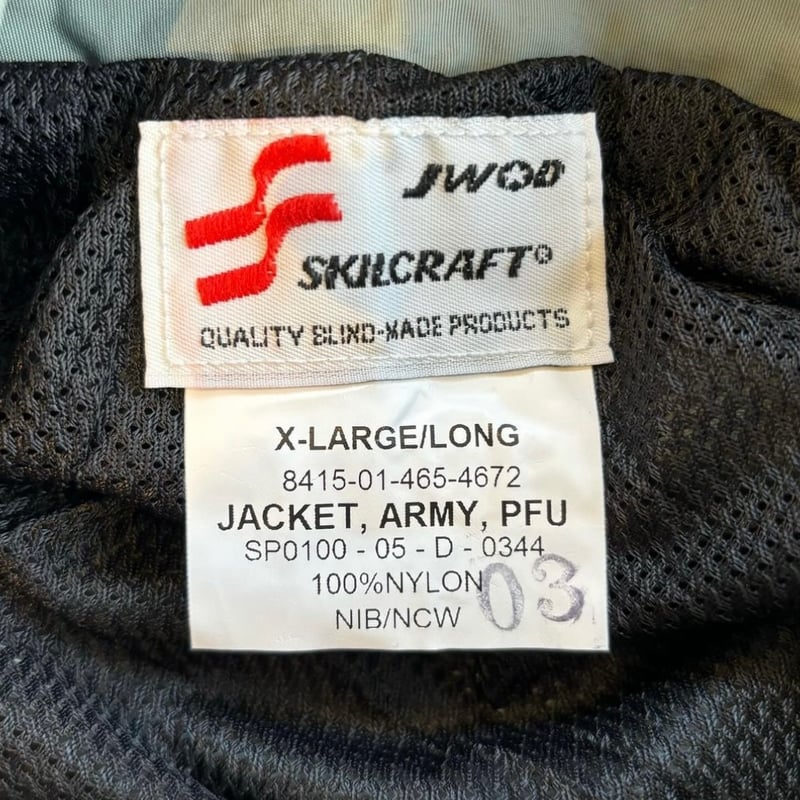 JWOD
SKILCRAFT®
QUALITY BLIND-MADE PRODUCTS
X-LARGE/LONG
8415-01-465-4672
JACKET, ARMY, PFU
SP0100 - 05 - D - 0344
100%NYLON
03
NIB/NCW